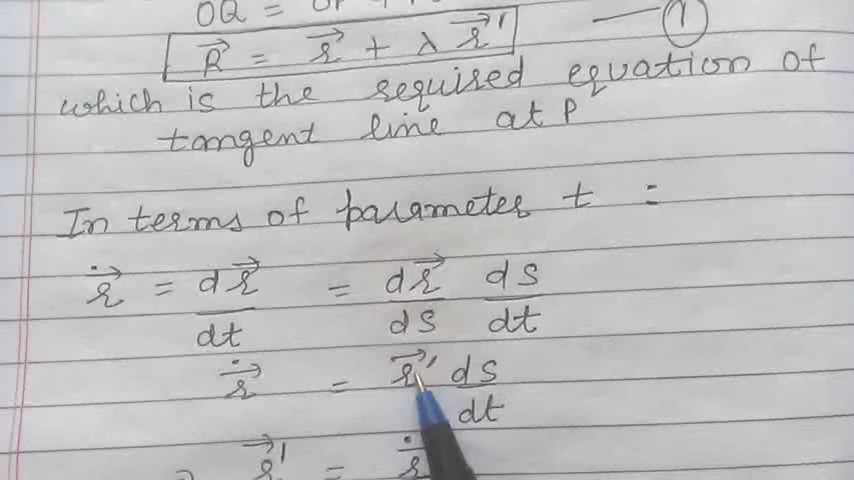 OQ =
R⃗ = r⃗ + λ r⃗' — ①
which is the required equation of
tangent line at P
In terms of parameter t :
ṙ⃗ = dr⃗/dt = dr⃗/ds ds/dt
ṙ⃗ = r⃗' ds/dt
r⃗' = ṙ⃗